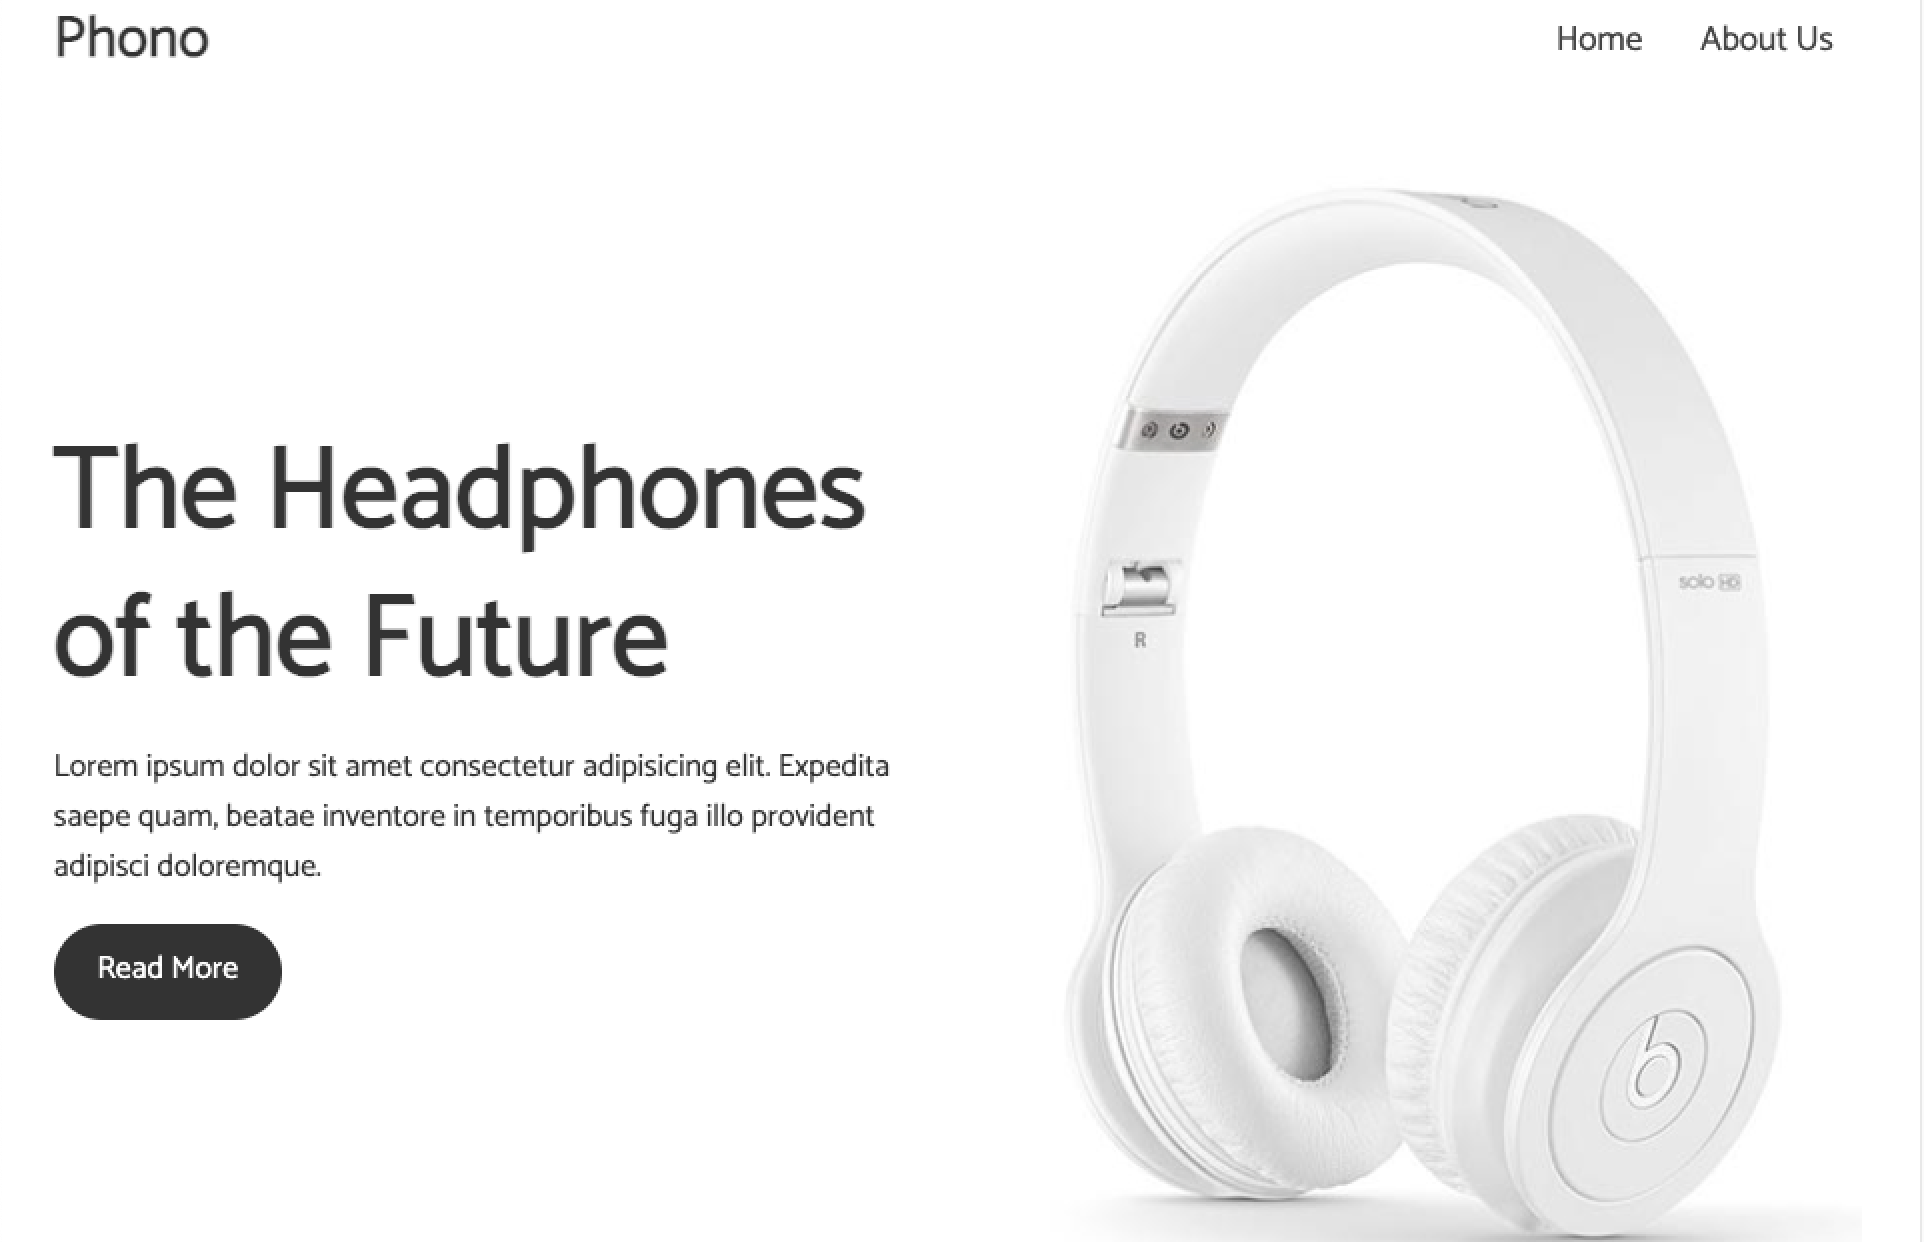 Phono
Home About Us
The Headphones
of the Future
Lorem ipsum dolor sit amet consectetur adipisicing elit. Expedita
saepe quam, beatae inventore in temporibus fuga illo provident
adipisci doloremque.
Read More
solo HD
R
b